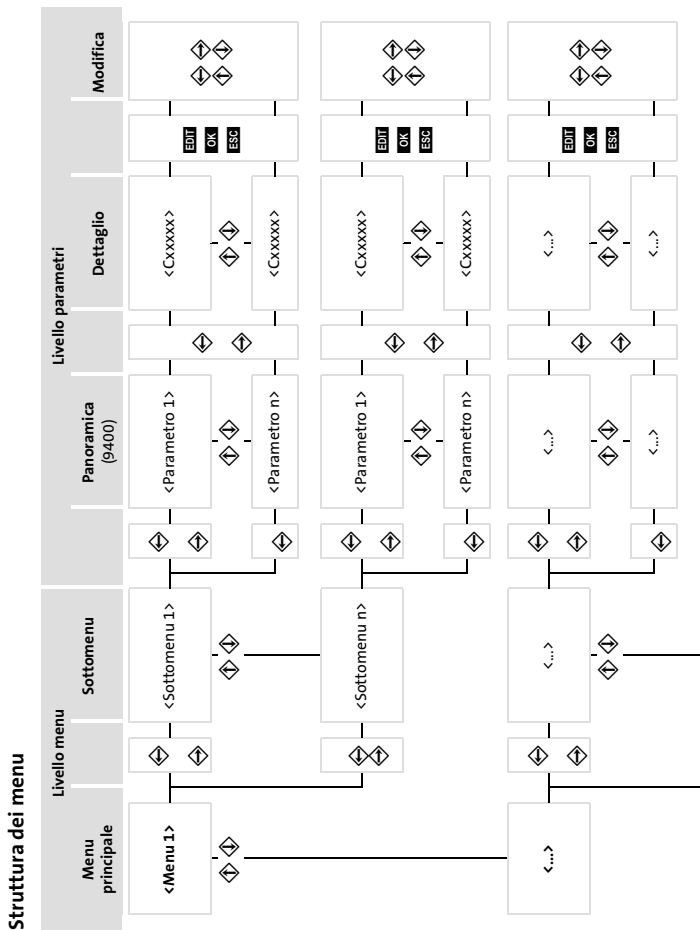 Struttura dei menu
Livello menu
Livello parametri
Menu
principale
Sottomenu
Panoramica
(9400)
Dettaglio
Modifica
<Menu 1>
<Sottomenu 1>
<Parametro 1>
<Cxxxxx>
EDIT
OK
ESC
<Parametro n>
<Cxxxxx>
<Sottomenu n>
<Parametro 1>
<Cxxxxx>
EDIT
OK
ESC
<Parametro n>
<Cxxxxx>
<...>
<...>
<...>
<...>
EDIT
OK
ESC
<...>
<...>